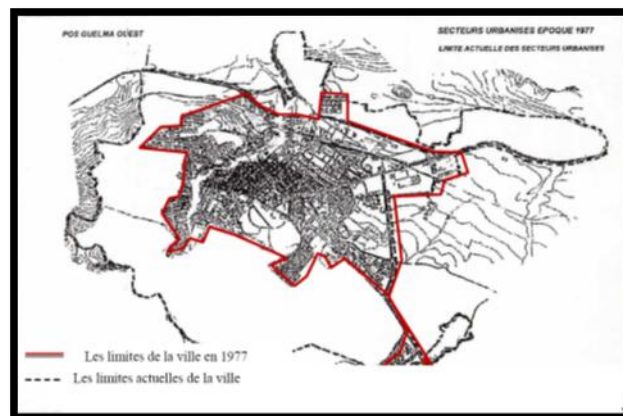 POS GUELMA OUEST
SECTEURS URBANISES EPOQUE 1977
LIMITE ACTUELLE DES SECTEURS URBANISES
Les limites de la ville en 1977
Les limites actuelles de la ville